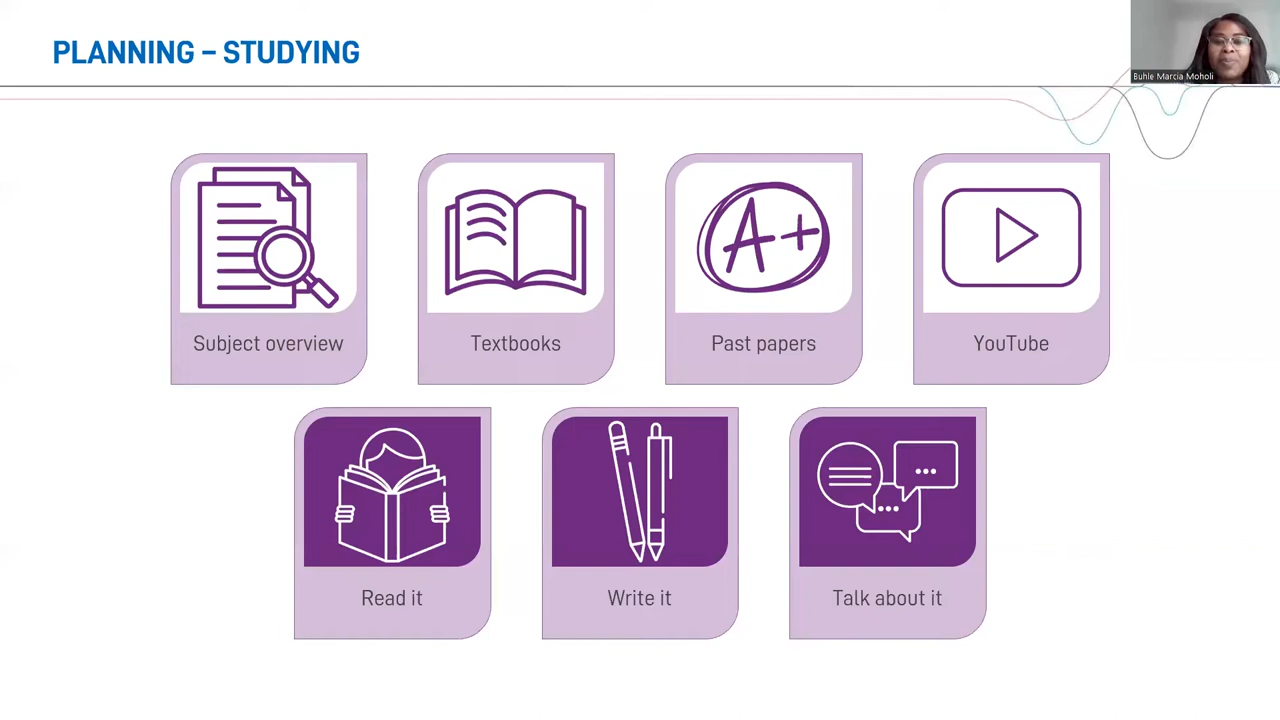 PLANNING – STUDYING
Buhle Marcia Moholi
Subject overview
Textbooks
A+
Past papers
YouTube
Read it
Write it
Talk about it